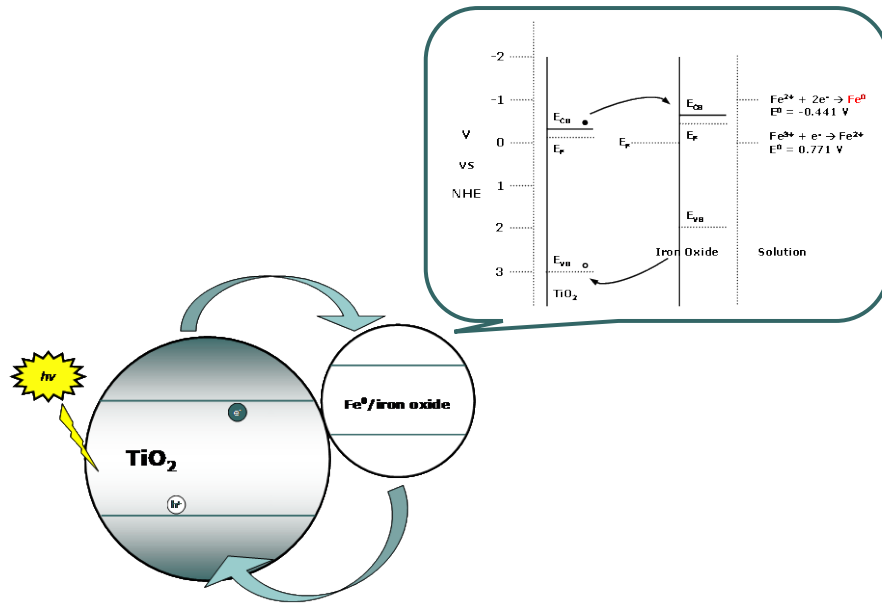 -2
-1
0
1
2
3
V
vs
NHE
E_CB
E_F
E_VB
TiO₂
E_F
E_CB
E_F
E_VB
Iron Oxide
Solution
Fe²⁺ + 2e⁻ → Fe⁰
E⁰ = -0.441 V
Fe³⁺ + e⁻ → Fe²⁺
E⁰ = 0.771 V
hν
e⁻
TiO₂
h⁺
Fe⁰/iron oxide